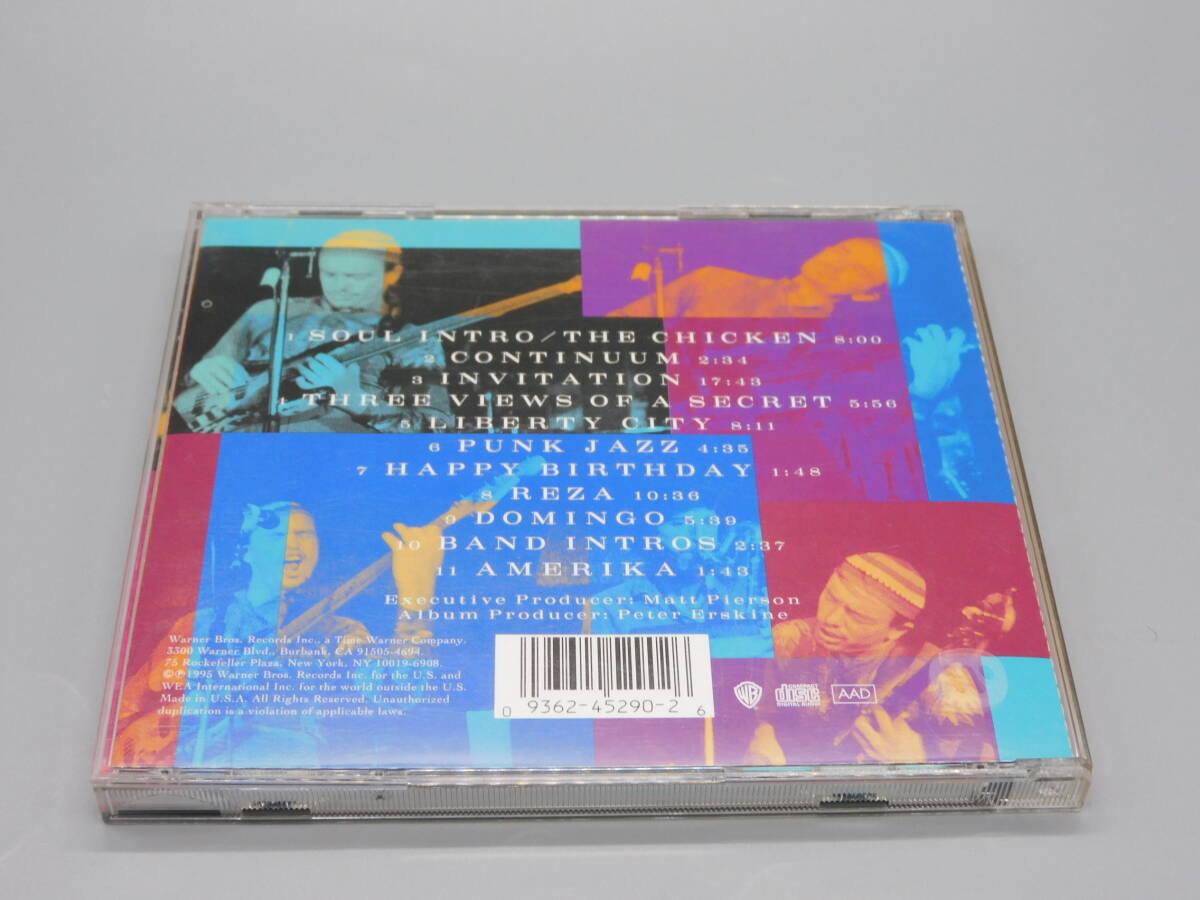 1 SOUL INTRO/THE CHICKEN 8:00
2 CONTINUUM 2:34
3 INVITATION 17:43
4 THREE VIEWS OF A SECRET 5:56
5 LIBERTY CITY 8:11
6 PUNK JAZZ 4:35
7 HAPPY BIRTHDAY 1:48
8 REZA 10:36
9 DOMINGO 5:39
10 BAND INTROS 2:37
11 AMERIKA 1:43
Executive Producer: Matt Pierson
Album Producer: Peter Erskine
Warner Bros. Records Inc., a Time Warner Company.
3300 Warner Blvd., Burbank, CA 91505-4694.
75 Rockefeller Plaza, New York, NY 10019-6908.
©℗1995 Warner Bros. Records Inc. for the U.S. and
WEA International Inc. for the world outside the U.S.
Made in U.S.A. All Rights Reserved. Unauthorized
duplication is a violation of applicable laws.
0 9362-45290-2 6
WB
COMPACT
disc
DIGITAL AUDIO
AAD